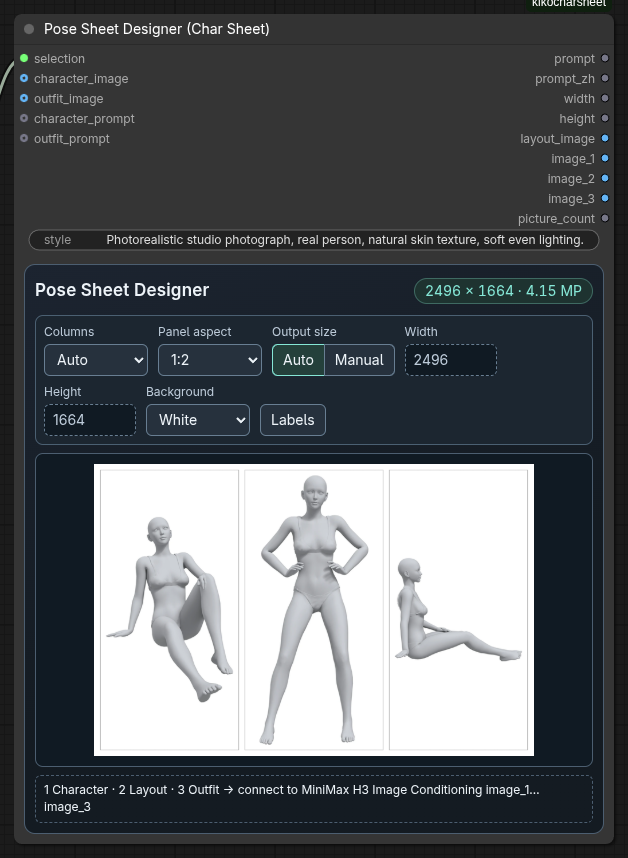 kikocharsheet
Pose Sheet Designer (Char Sheet)
selection
prompt
character_image
prompt_zh
outfit_image
width
character_prompt
height
outfit_prompt
layout_image
image_1
image_2
image_3
picture_count
style Photorealistic studio photograph, real person, natural skin texture, soft even lighting.
Pose Sheet Designer
2496 × 1664 · 4.15 MP
Columns Panel aspect Output size Width
Auto 1:2 Auto Manual 2496
Height Background
1664 White Labels
1 Character · 2 Layout · 3 Outfit → connect to MiniMax H3 Image Conditioning image_1…
image_3